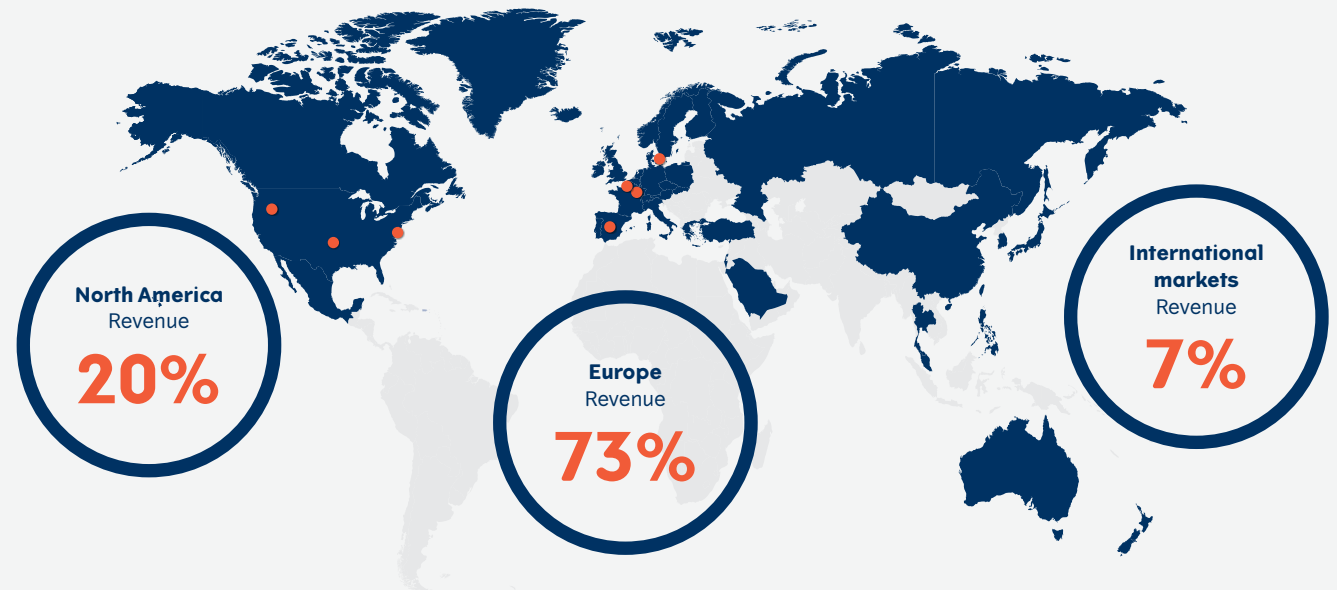 North America
Revenue
20%
Europe
Revenue
73%
International
markets
Revenue
7%